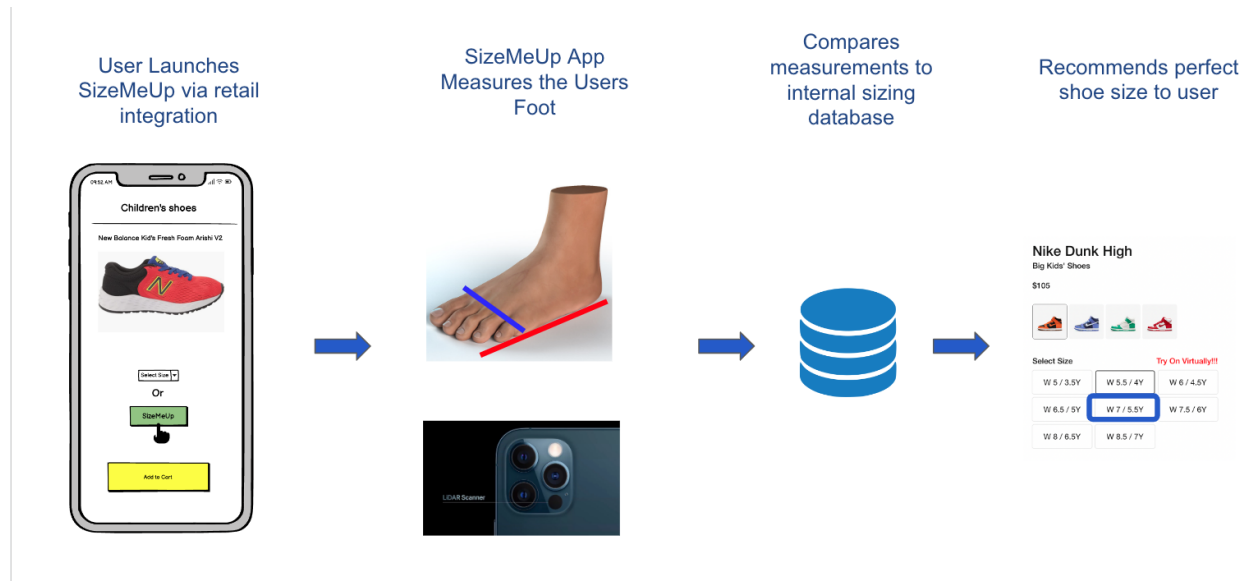 User Launches
SizeMeUp via retail
integration
SizeMeUp App
Measures the Users
Foot
Compares
measurements to
internal sizing
database
Recommends perfect
shoe size to user
09:52 AM
Children's shoes
New Balance Kid's Fresh Foam Arishi V2
N
Select Size
Or
SizeMeUp
Add to Cart
LiDAR Scanner
Nike Dunk High
Big Kids' Shoes
$105
Select Size Try On Virtually!!!
W 5 / 3.5Y W 5.5 / 4Y W 6 / 4.5Y
W 6.5 / 5Y W 7 / 5.5Y W 7.5 / 6Y
W 8 / 6.5Y W 8.5 / 7Y